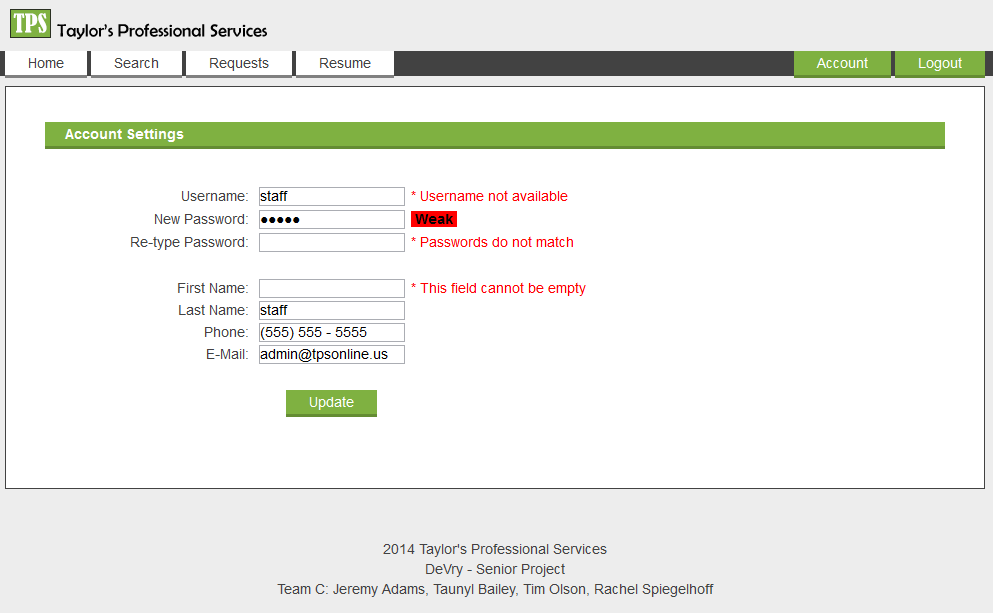 TPS Taylor's Professional Services
Home Search Requests Resume Account Logout
Account Settings
Username: staff * Username not available
New Password: ●●●●● Weak
Re-type Password: * Passwords do not match
First Name: * This field cannot be empty
Last Name: staff
Phone: (555) 555 - 5555
E-Mail: admin@tpsonline.us
Update
2014 Taylor's Professional Services
DeVry - Senior Project
Team C: Jeremy Adams, Taunyl Bailey, Tim Olson, Rachel Spiegelhoff